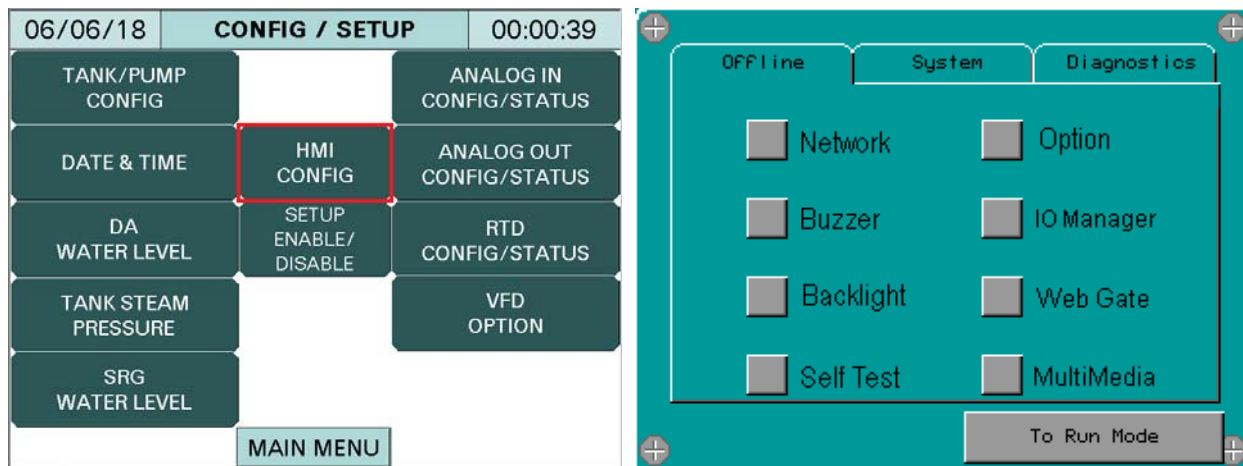 06/06/18 CONFIG / SETUP 00:00:39
TANK/PUMP
CONFIG
ANALOG IN
CONFIG/STATUS
DATE & TIME
HMI
CONFIG
ANALOG OUT
CONFIG/STATUS
DA
WATER LEVEL
SETUP
ENABLE/
DISABLE
RTD
CONFIG/STATUS
TANK STEAM
PRESSURE
VFD
OPTION
SRG
WATER LEVEL
MAIN MENU
Offline System Diagnostics
Network Option
Buzzer IO Manager
Backlight Web Gate
Self Test MultiMedia
To Run Mode